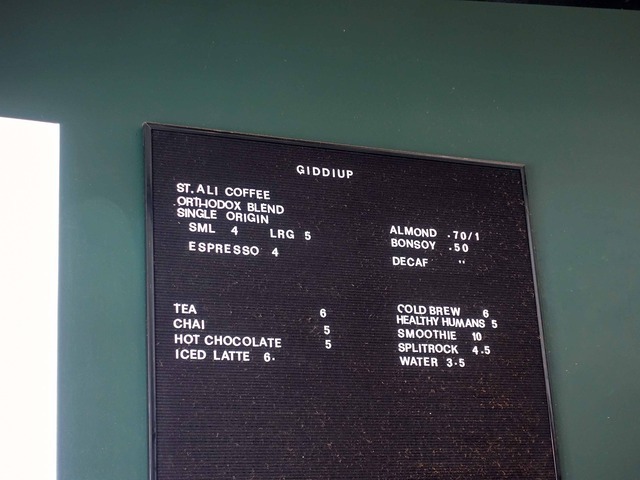 GIDDIUP
ST. ALI COFFEE
ORTHODOX BLEND
SINGLE ORIGIN
SML 4 LRG 5
ESPRESSO 4
ALMOND .70/1
BONSOY .50
DECAF "
TEA 6
CHAI 5
HOT CHOCOLATE 5
ICED LATTE 6.
COLD BREW 6
HEALTHY HUMANS 5
SMOOTHIE 10
SPLITROCK 4.5
WATER 3.5